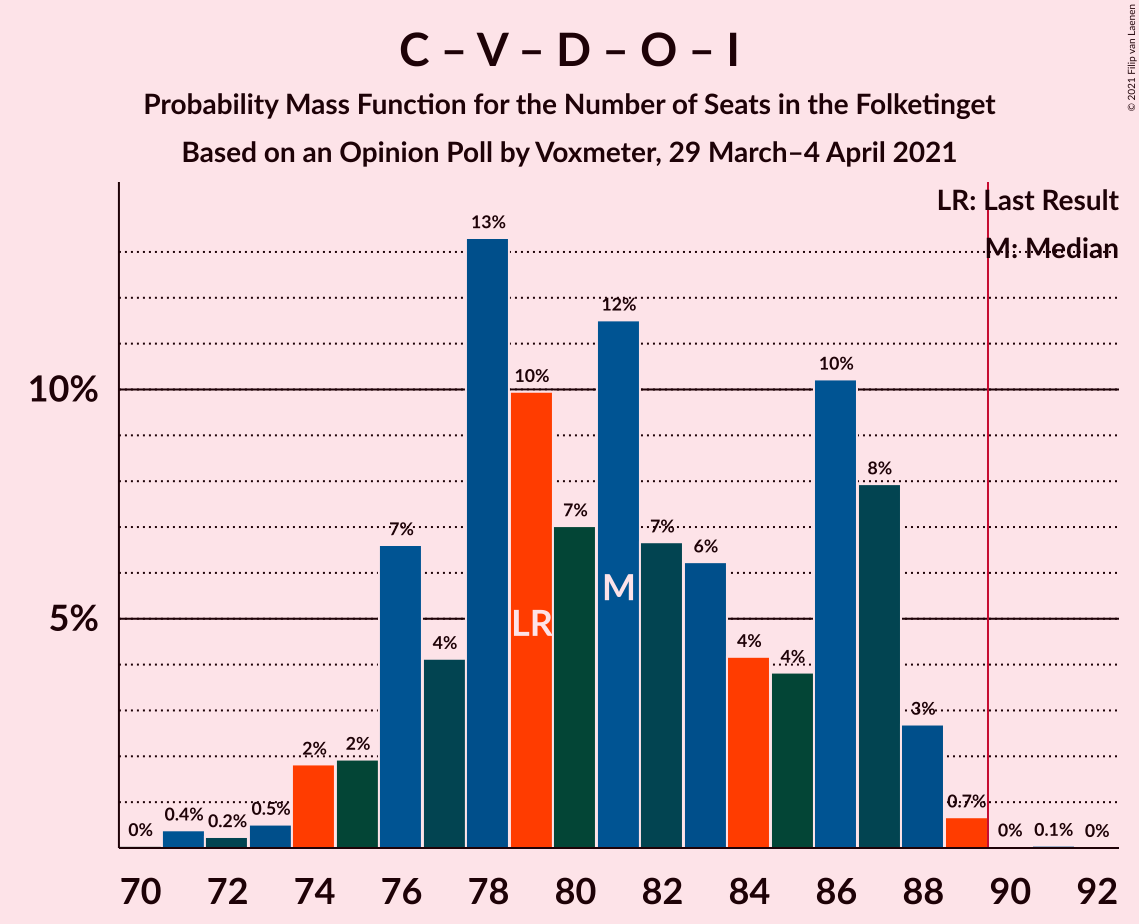 C – V – D – O – I
Probability Mass Function for the Number of Seats in the Folketinget
Based on an Opinion Poll by Voxmeter, 29 March–4 April 2021
© 2021 Filip van Laenen
LR: Last Result
M: Median
10%
5%
0%
0.4%
0.2%
0.5%
2%
2%
7%
4%
13%
10%
7%
12%
7%
6%
4%
4%
10%
8%
3%
0.7%
0%
0.1%
0%
LR
M
70 72 74 76 78 80 82 84 86 88 90 92